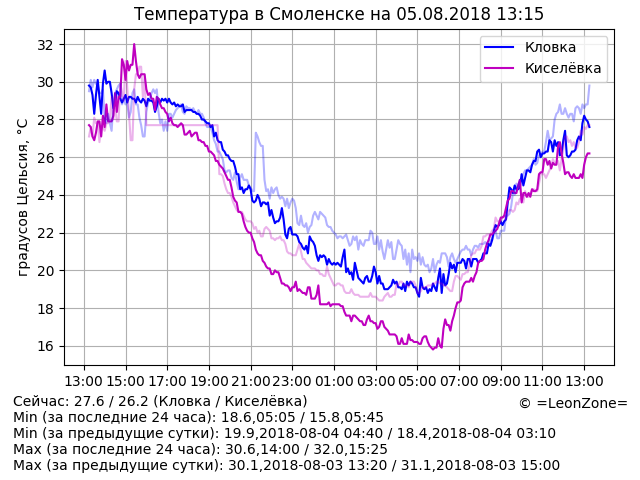 Температура в Смоленске на 05.08.2018 13:15
Кловка
Киселёвка
градусов Цельсия, °C
32
30
28
26
24
22
20
18
16
13:00 15:00 17:00 19:00 21:00 23:00 01:00 03:00 05:00 07:00 09:00 11:00 13:00
Сейчас: 27.6 / 26.2 (Кловка / Киселёвка)
© =LeonZone=
Min (за последние 24 часа): 18.6,05:05 / 15.8,05:45
Min (за предыдущие сутки): 19.9,2018-08-04 04:40 / 18.4,2018-08-04 03:10
Max (за последние 24 часа): 30.6,14:00 / 32.0,15:25
Max (за предыдущие сутки): 30.1,2018-08-03 13:20 / 31.1,2018-08-03 15:00